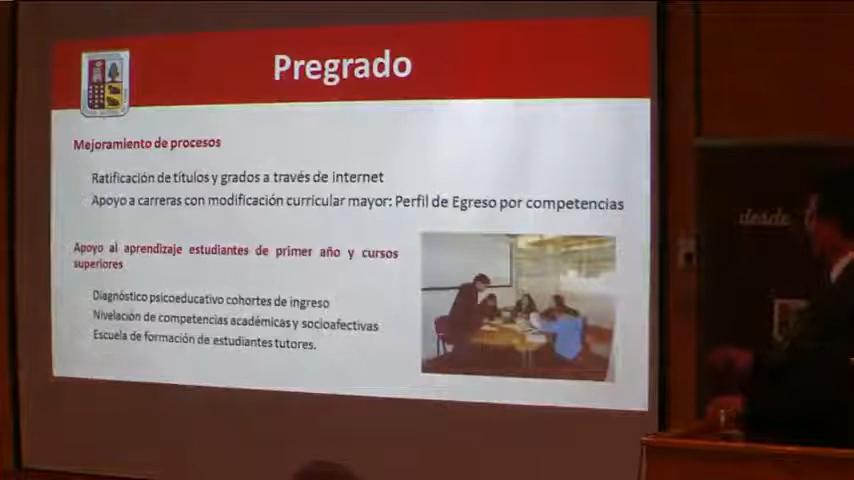 Pregrado
Mejoramiento de procesos
Ratificación de títulos y grados a través de internet
Apoyo a carreras con modificación curricular mayor: Perfil de Egreso por competencias
Apoyo al aprendizaje estudiantes de primer año y cursos
superiores
Diagnóstico psicoeducativo cohortes de ingreso
Nivelación de competencias académicas y socioafectivas
Escuela de formación de estudiantes tutores.
desde